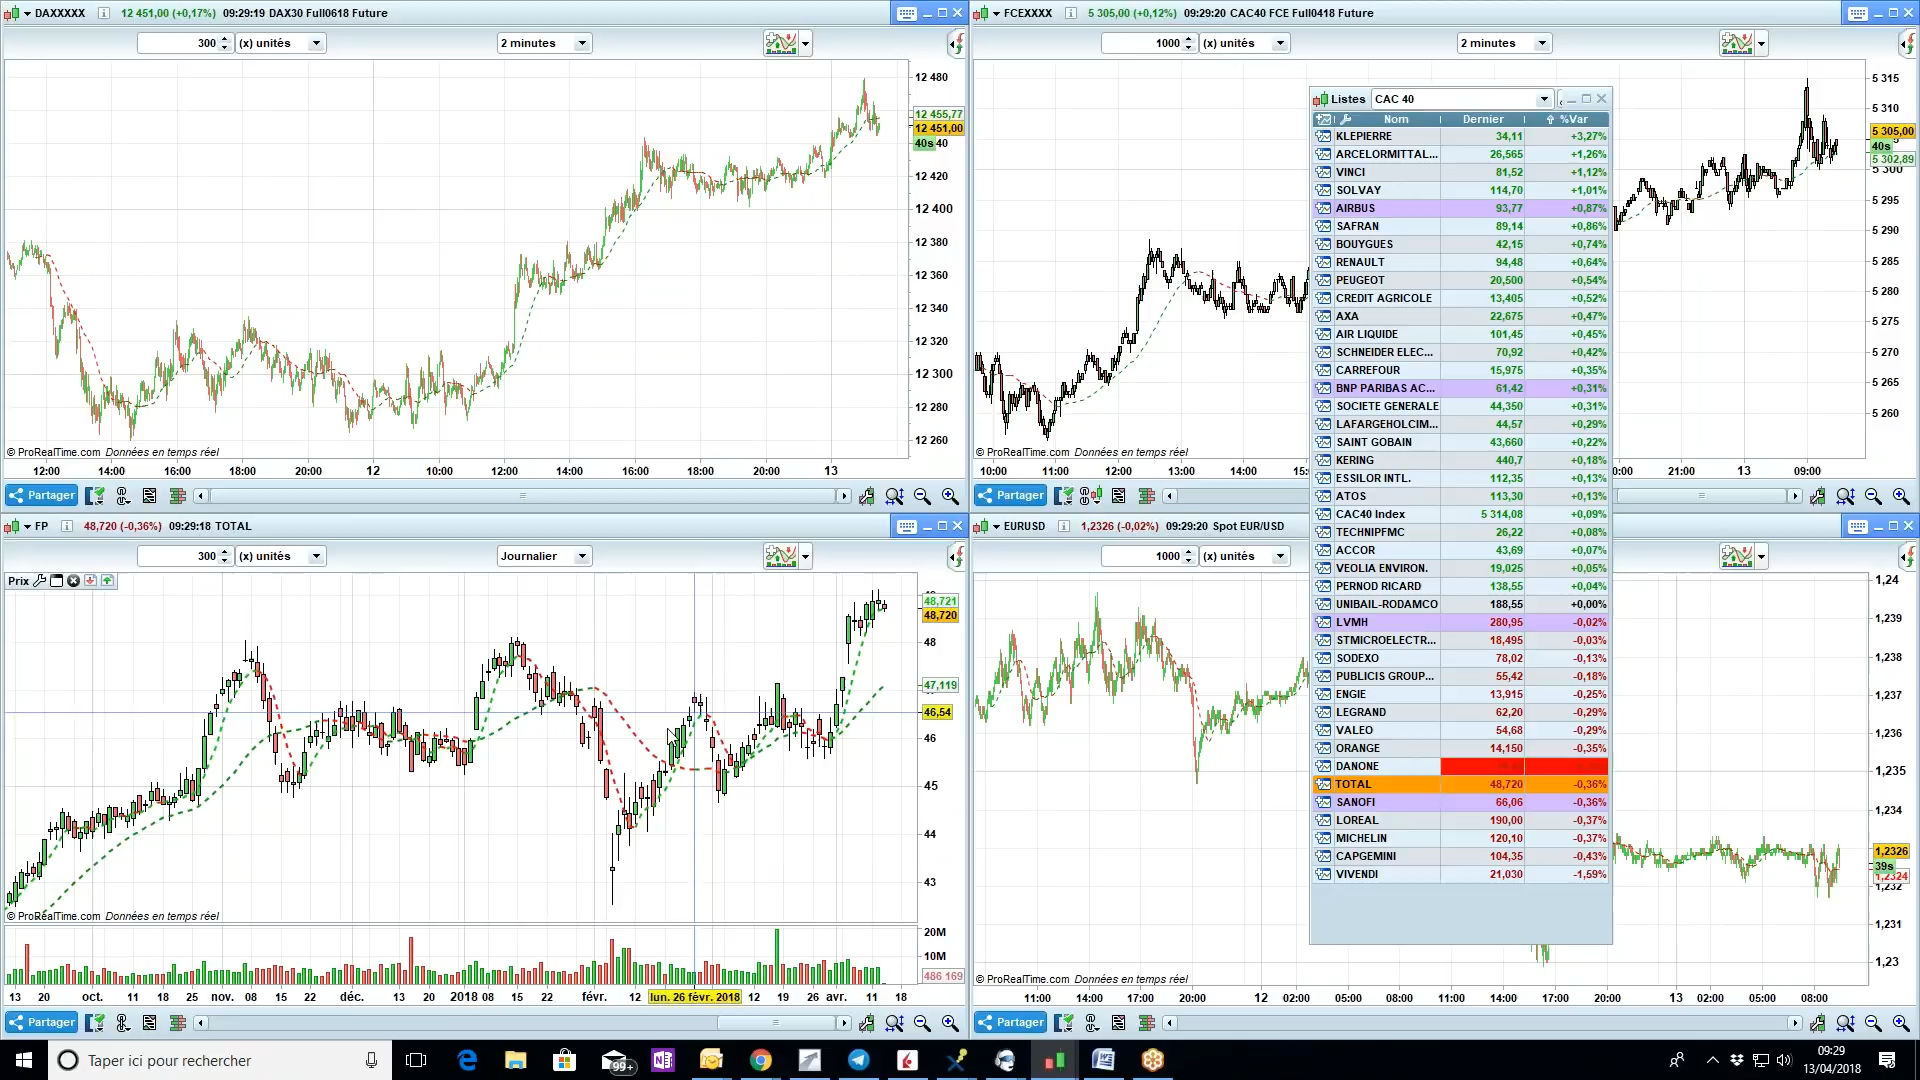 DAXXXXX 12 451,00 (+0,17%) 09:29:19 DAX30 Full0618 Future
300 (x) unités 2 minutes
12 480
12 455,77
12 451,00
40s 40
12 420
12 400
12 380
12 360
12 340
12 320
12 300
12 280
12 260
© ProRealTime.com Données en temps réel
12:00 14:00 16:00 18:00 20:00 12 10:00 12:00 14:00 16:00 18:00 20:00 13
Partager
FCEXXXX 5 305,00 (+0,12%) 09:29:20 CAC40 FCE Full0418 Future
1000 (x) unités 2 minutes
5 315
5 310
5 305,00
40s
5 302,89
5 300
5 295
5 290
5 285
5 280
5 275
5 270
5 265
5 260
© ProRealTime.com Données en temps réel
10:00 11:00 12:00 13:00 14:00 15: 0:00 21:00 13 09:00
Partager
Listes CAC 40
Nom Dernier %Var
KLEPIERRE 34,11 +3,27%
ARCELORMITTAL... 26,565 +1,26%
VINCI 81,52 +1,12%
SOLVAY 114,70 +1,01%
AIRBUS 93,77 +0,87%
SAFRAN 89,14 +0,86%
BOUYGUES 42,15 +0,74%
RENAULT 94,48 +0,64%
PEUGEOT 20,500 +0,54%
CREDIT AGRICOLE 13,405 +0,52%
AXA 22,675 +0,47%
AIR LIQUIDE 101,45 +0,45%
SCHNEIDER ELEC... 70,92 +0,42%
CARREFOUR 15,975 +0,35%
BNP PARIBAS AC... 61,42 +0,31%
SOCIETE GENERALE 44,350 +0,31%
LAFARGEHOLCIM... 44,57 +0,29%
SAINT GOBAIN 43,660 +0,22%
KERING 440,7 +0,18%
ESSILOR INTL. 112,35 +0,13%
ATOS 113,30 +0,13%
CAC40 Index 5 314,08 +0,09%
TECHNIPFMC 26,22 +0,08%
ACCOR 43,69 +0,07%
VEOLIA ENVIRON. 19,025 +0,05%
PERNOD RICARD 138,55 +0,04%
UNIBAIL-RODAMCO 188,55 +0,00%
LVMH 280,95 -0,02%
STMICROELECTR... 18,495 -0,03%
SODEXO 78,02 -0,13%
PUBLICIS GROUP... 55,42 -0,18%
ENGIE 13,915 -0,25%
LEGRAND 62,20 -0,29%
VALEO 54,68 -0,29%
ORANGE 14,150 -0,35%
DANONE
TOTAL 48,720 -0,36%
SANOFI 66,06 -0,36%
LOREAL 190,00 -0,37%
MICHELIN 120,10 -0,37%
CAPGEMINI 104,35 -0,43%
VIVENDI 21,030 -1,59%
FP 48,720 (-0,36%) 09:29:18 TOTAL
300 (x) unités Journalier
Prix
48,721
48,720
48
47,119
46,54
46
45
44
43
© ProRealTime.com Données en temps réel
20M
10M
486 169
13 20 oct. 11 18 25 nov. 08 15 22 déc. 13 20 2018 08 15 22 févr. 12 lun. 26 févr. 2018 12 19 26 avr. 11 18
Partager
EURUSD 1,2326 (-0,02%) 09:29:20 Spot EUR/USD
1000 (x) unités
1,24
1,239
1,238
1,237
1,236
1,235
1,234
1,233
1,2326
39s
1,2324
1,232
1,231
1,23
© ProRealTime.com Données en temps réel
11:00 14:00 17:00 20:00 12 02:00 05:00 08:00 11:00 14:00 17:00 20:00 13 02:00 05:00 08:00
Partager
Taper ici pour rechercher
99+
09:29
13/04/2018